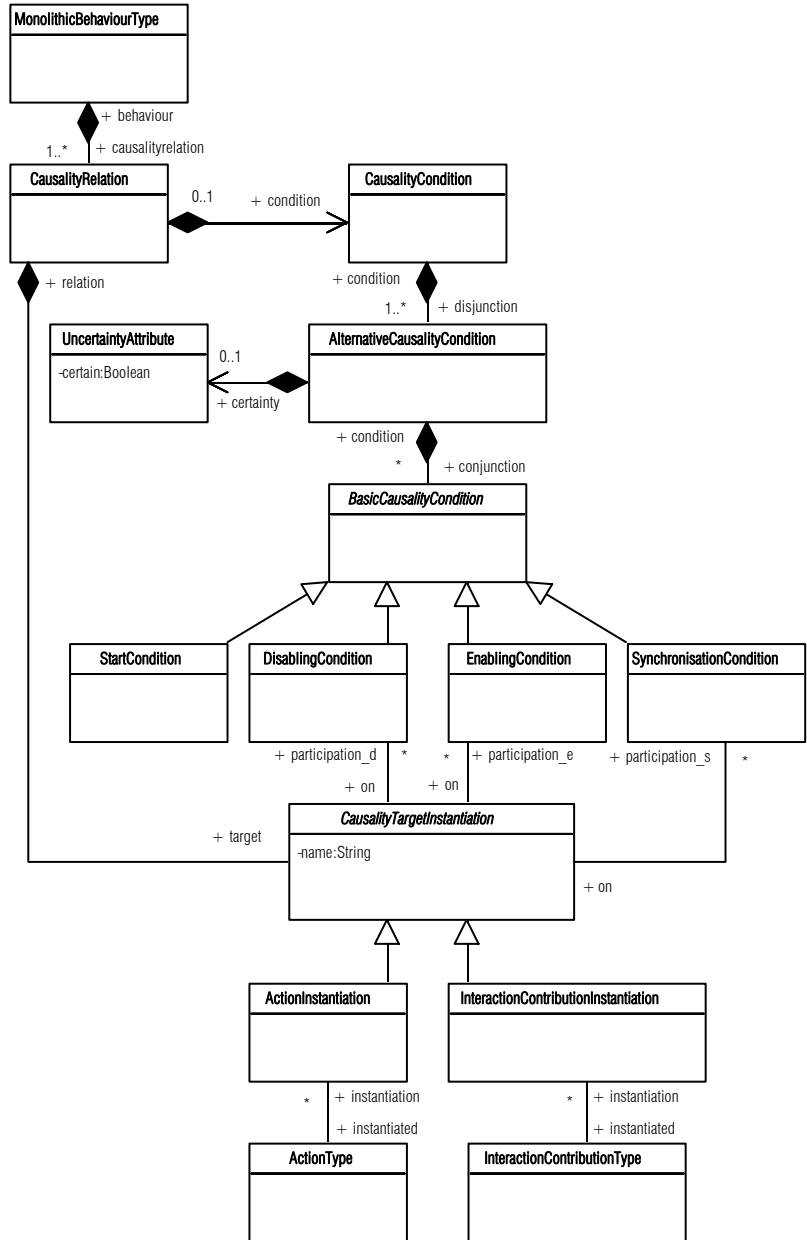 MonolithicBehaviourType
+ behaviour
1..*
+ causalityrelation
CausalityRelation
0..1
+ condition
CausalityCondition
+ relation
+ condition
1..*
+ disjunction
UncertaintyAttribute
-certain:Boolean
0..1
+ certainty
AlternativeCausalityCondition
+ condition
*
+ conjunction
BasicCausalityCondition
StartCondition
DisablingCondition
EnablingCondition
SynchronisationCondition
+ participation_d
*
*
+ participation_e
+ participation_s
*
+ on
+ on
CausalityTargetInstantiation
+ target
-name:String
+ on
ActionInstantiation
InteractionContributionInstantiation
*
+ instantiation
*
+ instantiation
+ instantiated
+ instantiated
ActionType
InteractionContributionType